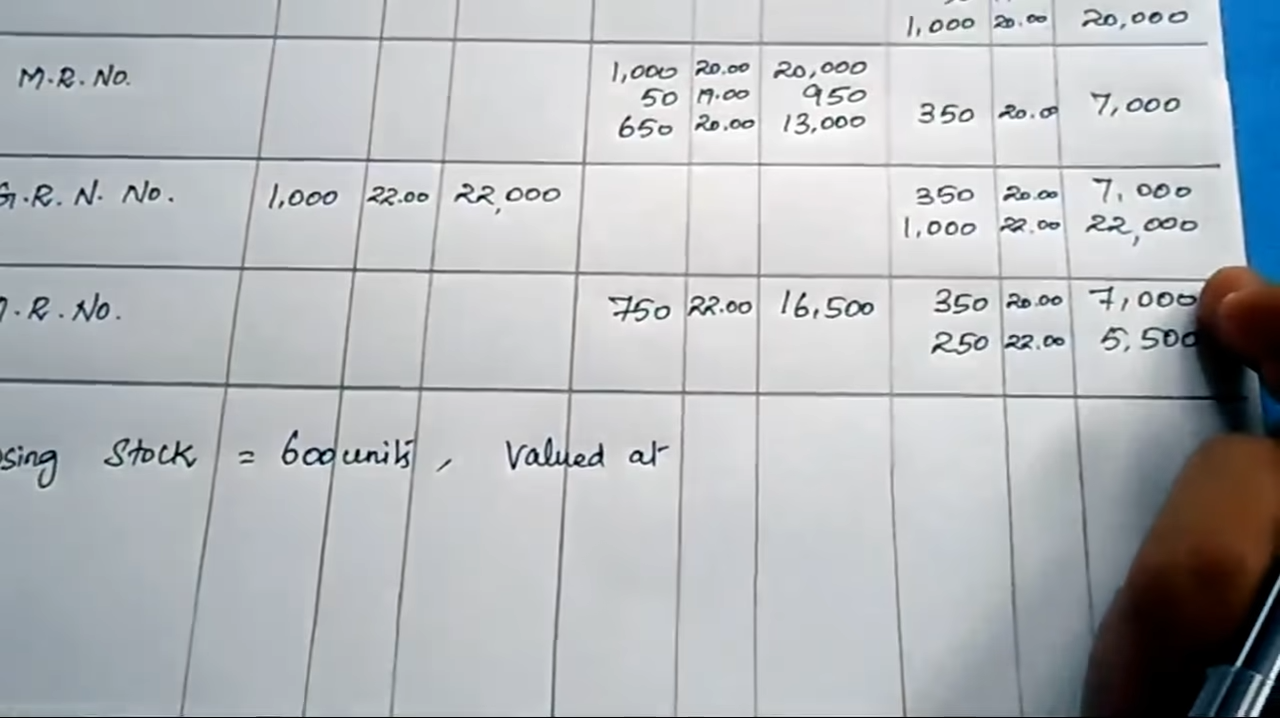 1,000 20.00 20,000
M.R.No. 1,000 20.00 20,000
50 19.00 950
650 20.00 13,000 350 20.00 7,000
.R.N. No. 1,000 22.00 22,000 350 20.00 7,000
1,000 22.00 22,000
.R.No. 750 22.00 16,500 350 20.00 7,000
250 22.00 5,500
sing Stock = 600 units, Valued at